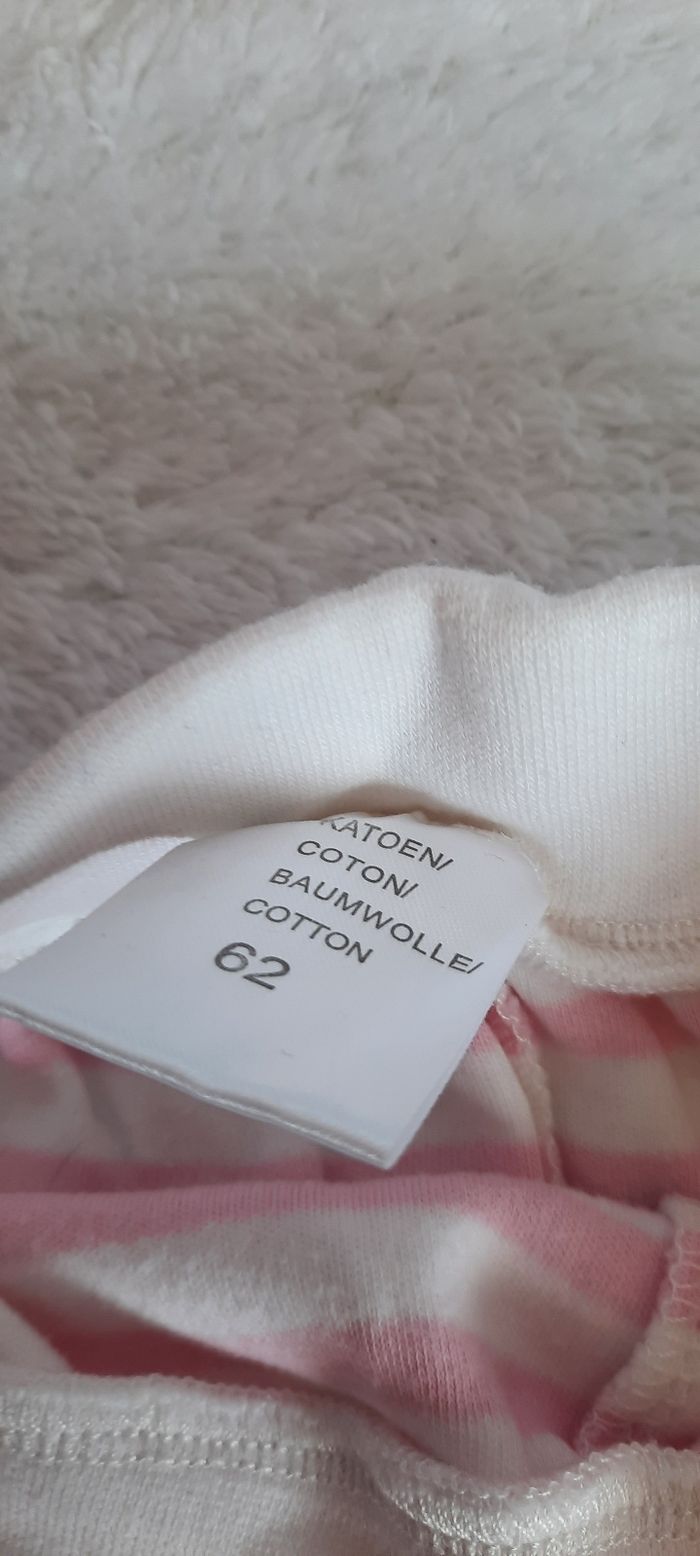 KATOEN/
COTON/
BAUMWOLLE/
COTTON
62